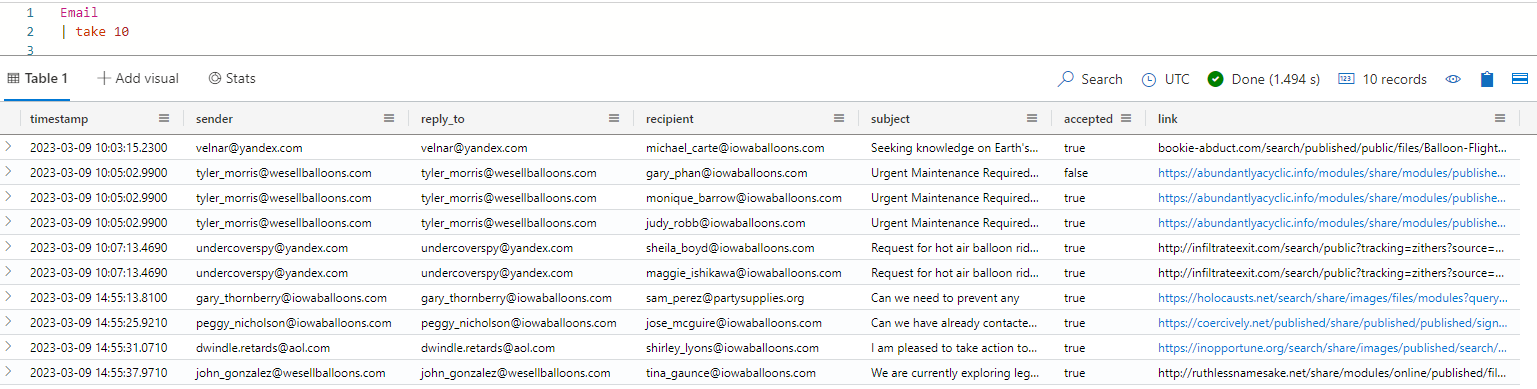 1 Email
2 | take 10
3
Table 1 Add visual Stats Search UTC Done (1.494 s) 123 10 records
timestamp sender reply_to recipient subject accepted link
2023-03-09 10:03:15.2300 velnar@yandex.com velnar@yandex.com michael_carte@iowaballoons.com Seeking knowledge on Earth's... true bookie-abduct.com/search/published/public/files/Balloon-Flight...
2023-03-09 10:05:02.9900 tyler_morris@wesellballoons.com tyler_morris@wesellballoons.com gary_phan@iowaballoons.com Urgent Maintenance Required... false https://abundantlyacyclic.info/modules/share/modules/publishe...
2023-03-09 10:05:02.9900 tyler_morris@wesellballoons.com tyler_morris@wesellballoons.com monique_barrow@iowaballoons.com Urgent Maintenance Required... true https://abundantlyacyclic.info/modules/share/modules/publishe...
2023-03-09 10:05:02.9900 tyler_morris@wesellballoons.com tyler_morris@wesellballoons.com judy_robb@iowaballoons.com Urgent Maintenance Required... true https://abundantlyacyclic.info/modules/share/modules/publishe...
2023-03-09 10:07:13.4690 undercoverspy@yandex.com undercoverspy@yandex.com sheila_boyd@iowaballoons.com Request for hot air balloon rid... true http://infiltrateexit.com/search/public?tracking=zithers?source=...
2023-03-09 10:07:13.4690 undercoverspy@yandex.com undercoverspy@yandex.com maggie_ishikawa@iowaballoons.com Request for hot air balloon rid... true http://infiltrateexit.com/search/public?tracking=zithers?source=...
2023-03-09 14:55:13.8100 gary_thornberry@iowaballoons.com gary_thornberry@iowaballoons.com sam_perez@partysupplies.org Can we need to prevent any true https://holocausts.net/search/share/images/files/modules?query...
2023-03-09 14:55:25.9210 peggy_nicholson@iowaballoons.com peggy_nicholson@iowaballoons.com jose_mcguire@iowaballoons.com Can we have already contacte... true https://coercively.net/published/share/published/published/sign...
2023-03-09 14:55:31.0710 dwindle.retards@aol.com dwindle.retards@aol.com shirley_lyons@iowaballoons.com I am pleased to take action to... true https://inopportune.org/search/share/images/published/search/...
2023-03-09 14:55:37.9710 john_gonzalez@wesellballoons.com john_gonzalez@wesellballoons.com tina_gaunce@iowaballoons.com We are currently exploring leg... true http://ruthlessnamesake.net/share/modules/online/published/fil...